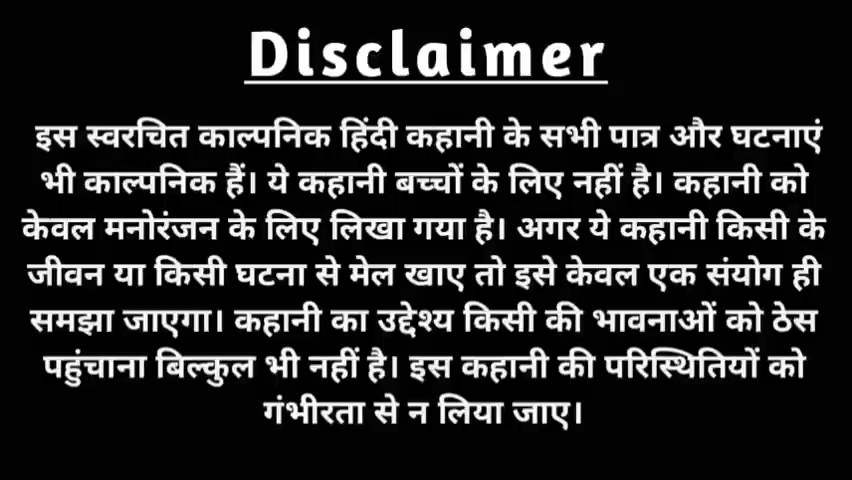 Disclaimer
इस स्वरचित काल्पनिक हिंदी कहानी के सभी पात्र और घटनाएं
भी काल्पनिक हैं। ये कहानी बच्चों के लिए नहीं है। कहानी को
केवल मनोरंजन के लिए लिखा गया है। अगर ये कहानी किसी के
जीवन या किसी घटना से मेल खाए तो इसे केवल एक संयोग ही
समझा जाएगा। कहानी का उद्देश्य किसी की भावनाओं को ठेस
पहुंचाना बिल्कुल भी नहीं है। इस कहानी की परिस्थितियों को
गंभीरता से न लिया जाए।